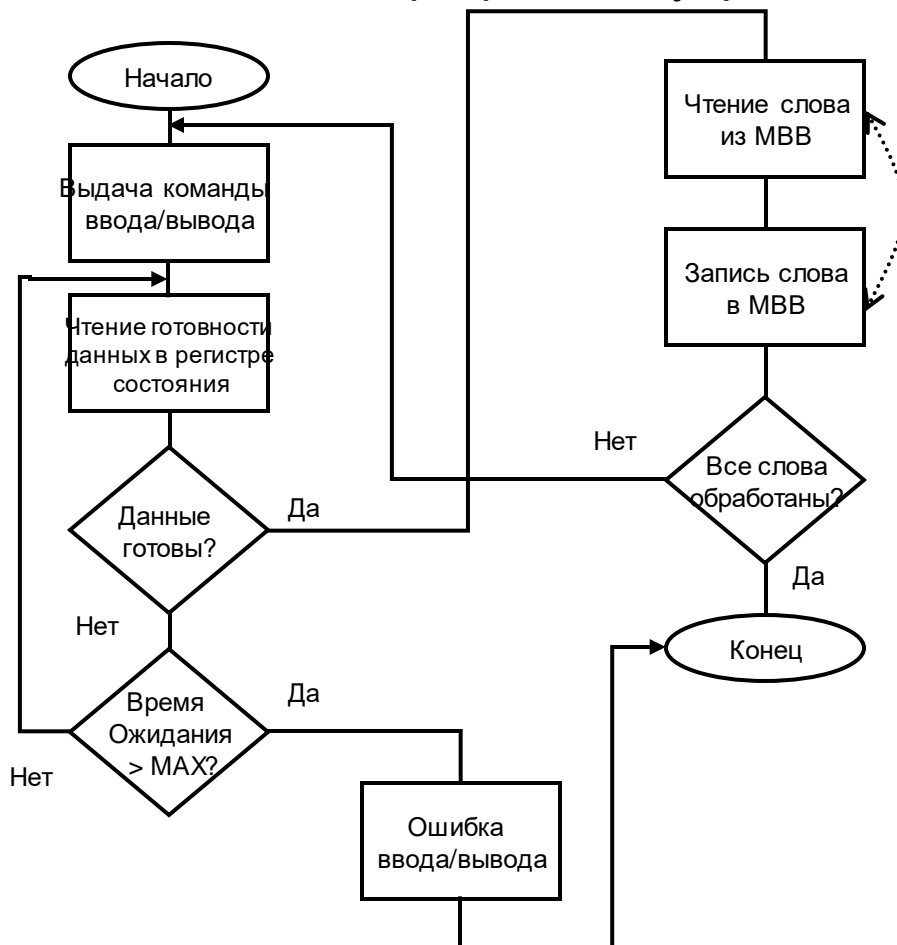 Начало
Выдача команды
ввода/вывода
Чтение готовности
данных в регистре
состояния
Данные
готовы?
Да
Нет
Время
Ожидания
> MAX?
Да
Нет
Ошибка
ввода/вывода
Чтение слова
из МВВ
Запись слова
в МВВ
Все слова
обработаны?
Нет
Да
Конец